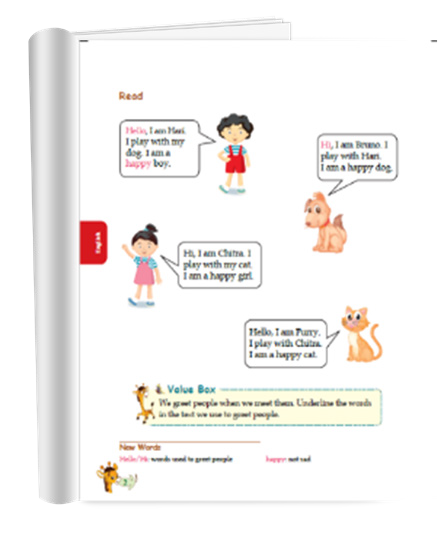 Read
Hello, I am Hari.
I play with my
dog. I am a
happy boy.
Hi, I am Bruno. I
play with Hari.
I am a happy dog.
English
Hi, I am Chitra. I
play with my cat.
I am a happy girl.
Hello, I am Purry.
I play with Chitra.
I am a happy cat.
Value Box
We greet people when we meet them. Underline the words
in the text we use to greet people.
New Words
Hello/Hi: words used to greet people happy: not sad